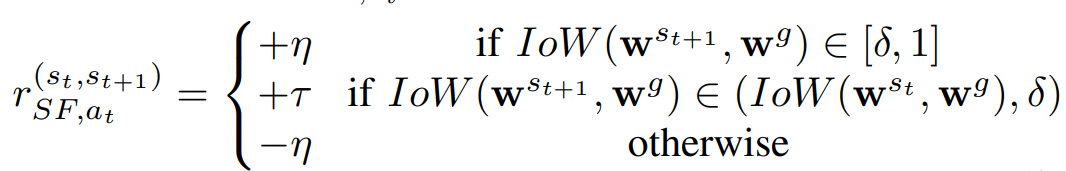 +η if IoW(w^{s_{t+1}}, w^g) ∈ [δ, 1]
r_{SF,a_t}^{(s_t,s_{t+1})} = { +τ if IoW(w^{s_{t+1}}, w^g) ∈ (IoW(w^{s_t}, w^g), δ)
−η otherwise